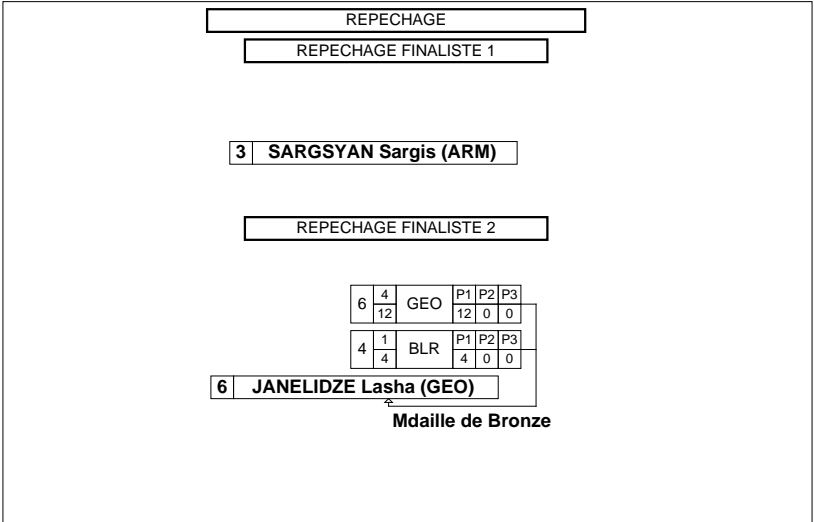 REPECHAGE
REPECHAGE FINALISTE 1
3 SARGSYAN Sargis (ARM)
REPECHAGE FINALISTE 2
6 4 GEO P1 P2 P3
12 12 0 0
4 1 BLR P1 P2 P3
4 4 0 0
6 JANELIDZE Lasha (GEO)
Mdaille de Bronze